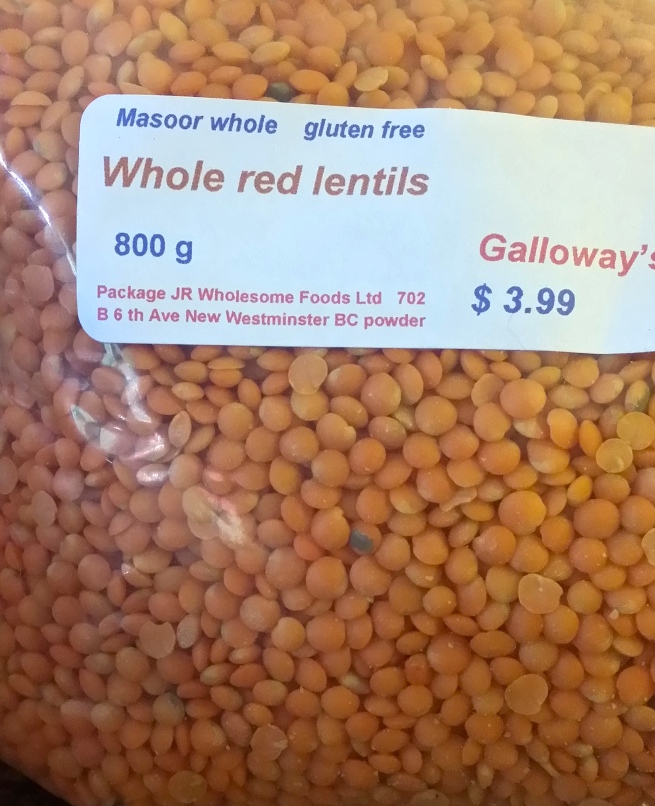 Masoor whole gluten free
Whole red lentils
800 g
Galloway's
Package JR Wholesome Foods Ltd 702
B 6 th Ave New Westminster BC powder
$ 3.99